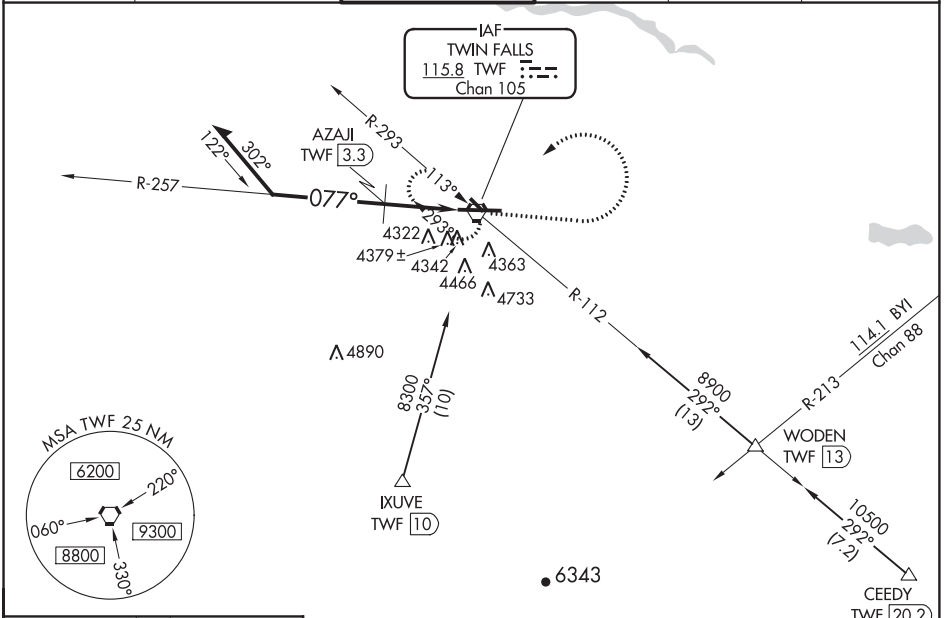 IAF
TWIN FALLS
115.8 TWF
Chan 105
R-293
AZAJI
TWF 3.3
122°
302°
R-257
077°
113°
293°
4322
4379 ±
4342
4363
4466
4733
R-112
114.1 BYI
Chan 88
R-213
4890
8300
357°
(10)
8900
292°
(13)
WODEN
TWF 13
MSA TWF 25 NM
6200
220°
060°
9300
8800
330°
IXUVE
TWF 10
10500
292°
(7.2)
6343
CEEDY
TWF 20.2